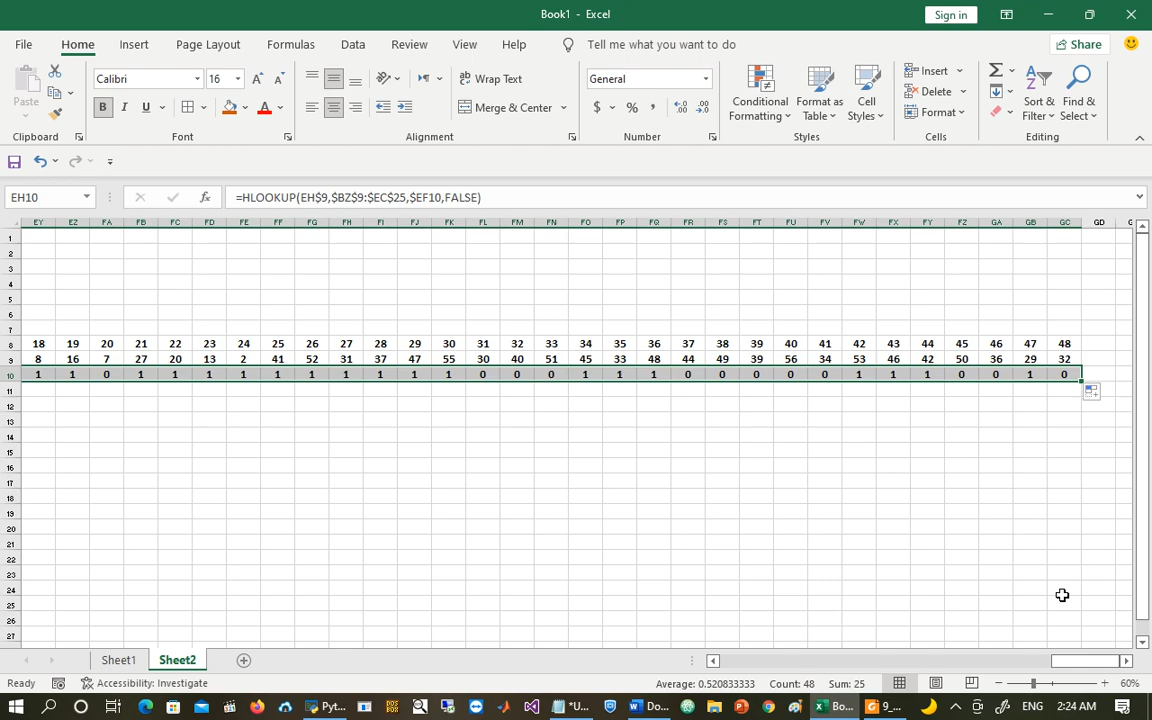 Book1 - Excel
Sign in
File Home Insert Page Layout Formulas Data Review View Help Tell me what you want to do Share
Paste
Calibri 16
B I U
Wrap Text
Merge & Center
General
$ % ,
Conditional Formatting
Format as Table
Cell Styles
Insert
Delete
Format
Sort & Filter
Find & Select
Clipboard Font Alignment Number Styles Cells Editing
EH10 fx =HLOOKUP(EH$9,$BZ$9:$EC$25,$EF10,FALSE)
EY EZ FA FB FC FD FE FF FG FH FI FJ FK FL FM FN FO FP FQ FR FS FT FU FV FW FX FY FZ GA GB GC GD
1
2
3
4
5
6
7
8 18 19 20 21 22 23 24 25 26 27 28 29 30 31 32 33 34 35 36 37 38 39 40 41 42 43 44 45 46 47 48
9 8 16 7 27 20 13 2 41 52 31 37 47 55 30 40 51 45 33 48 44 49 39 56 34 53 46 42 50 36 29 32
10 1 1 0 1 1 1 1 1 1 1 1 1 1 0 0 0 1 1 1 0 0 0 0 0 1 1 1 0 0 1 0
11
12
13
14
15
16
17
18
19
20
21
22
23
24
25
26
27
Sheet1 Sheet2
Ready Accessibility: Investigate Average: 0.520833333 Count: 48 Sum: 25 60%
Pyt... *U... Do... Bo... 9_... ENG 2:24 AM